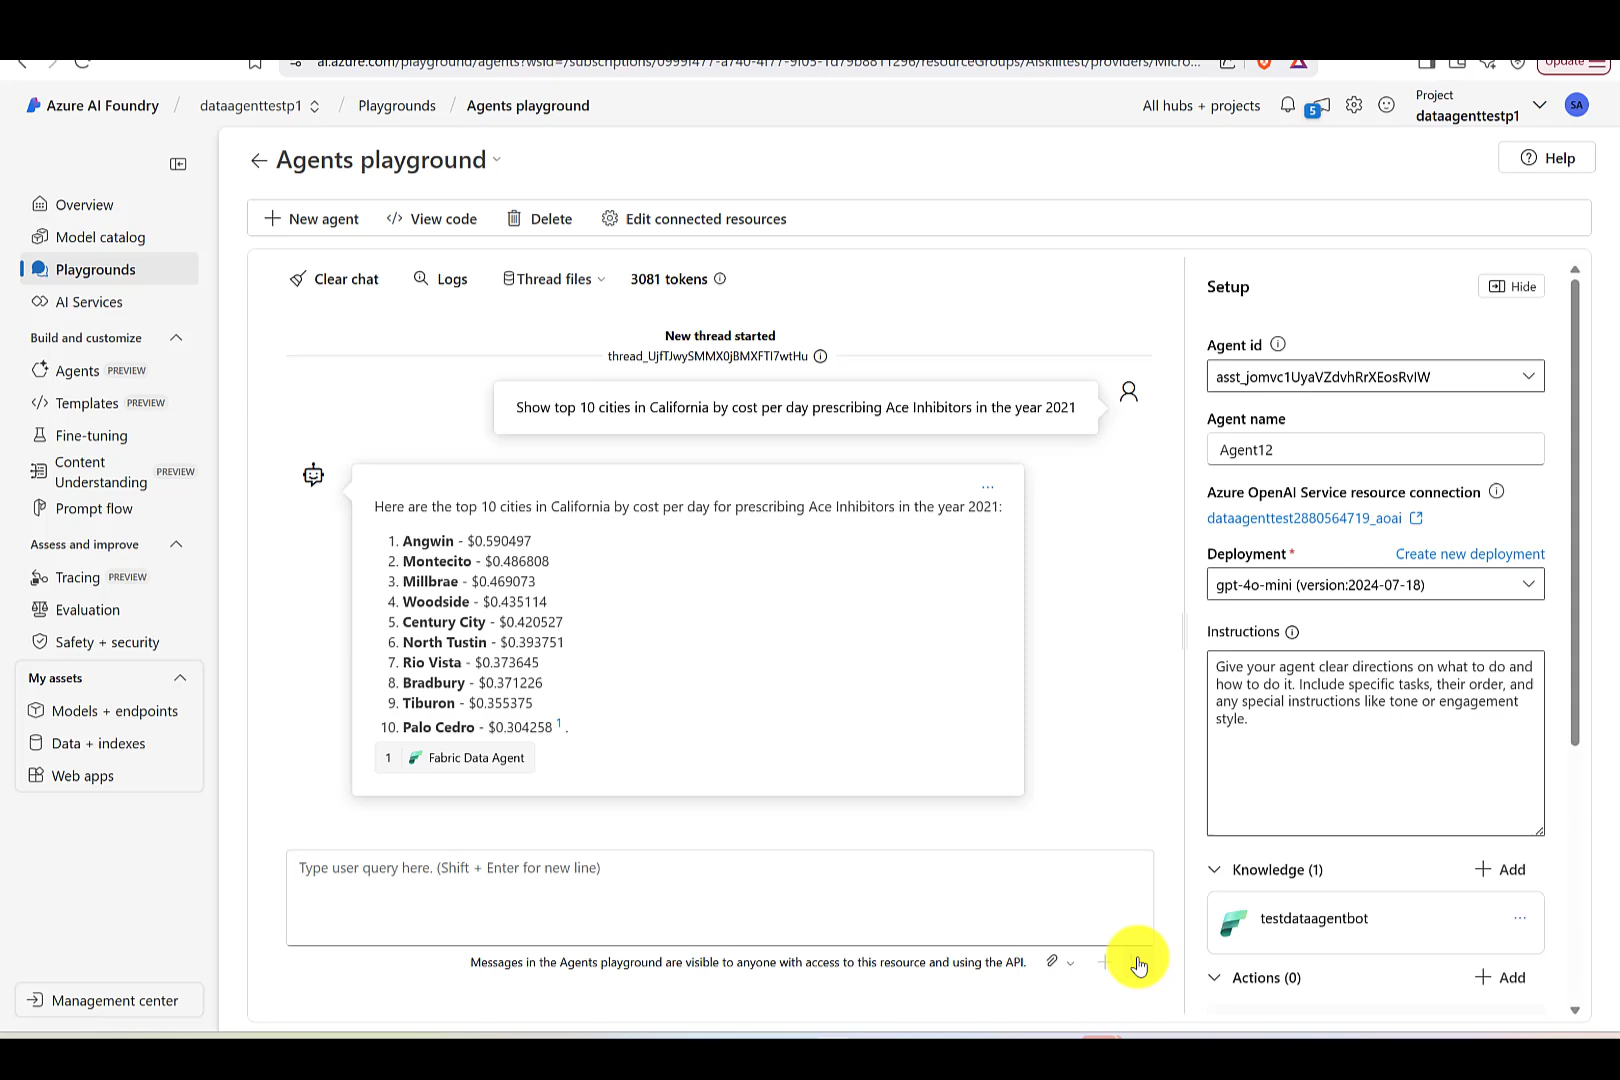 Update
Azure AI Foundry / dataagenttestp1 / Playgrounds / Agents playground
All hubs + projects
5
Project
dataagenttestp1
SA
Agents playground
Help
New agent
View code
Delete
Edit connected resources
Overview
Model catalog
Playgrounds
AI Services
Build and customize
Agents PREVIEW
Templates PREVIEW
Fine-tuning
Content
Understanding PREVIEW
Prompt flow
Assess and improve
Tracing PREVIEW
Evaluation
Safety + security
My assets
Models + endpoints
Data + indexes
Web apps
Management center
Clear chat
Logs
Thread files
3081 tokens
New thread started
Show top 10 cities in California by cost per day prescribing Ace Inhibitors in the year 2021
Here are the top 10 cities in California by cost per day for prescribing Ace Inhibitors in the year 2021:
1. Angwin - $0.590497
2. Montecito - $0.486808
3. Millbrae - $0.469073
4. Woodside - $0.435114
5. Century City - $0.420527
6. North Tustin - $0.393751
7. Rio Vista - $0.373645
8. Bradbury - $0.371226
9. Tiburon - $0.355375
10. Palo Cedro - $0.304258 1 .
1 Fabric Data Agent
Type user query here. (Shift + Enter for new line)
Messages in the Agents playground are visible to anyone with access to this resource and using the API.
Setup
Hide
Agent id
Agent name
Agent12
Azure OpenAI Service resource connection
dataagenttest2880564719_aoai
Deployment *
Create new deployment
gpt-4o-mini (version:2024-07-18)
Instructions
Give your agent clear directions on what to do and
how to do it. Include specific tasks, their order, and
any special instructions like tone or engagement
style.
Knowledge (1)
Add
testdataagentbot
Actions (0)
Add